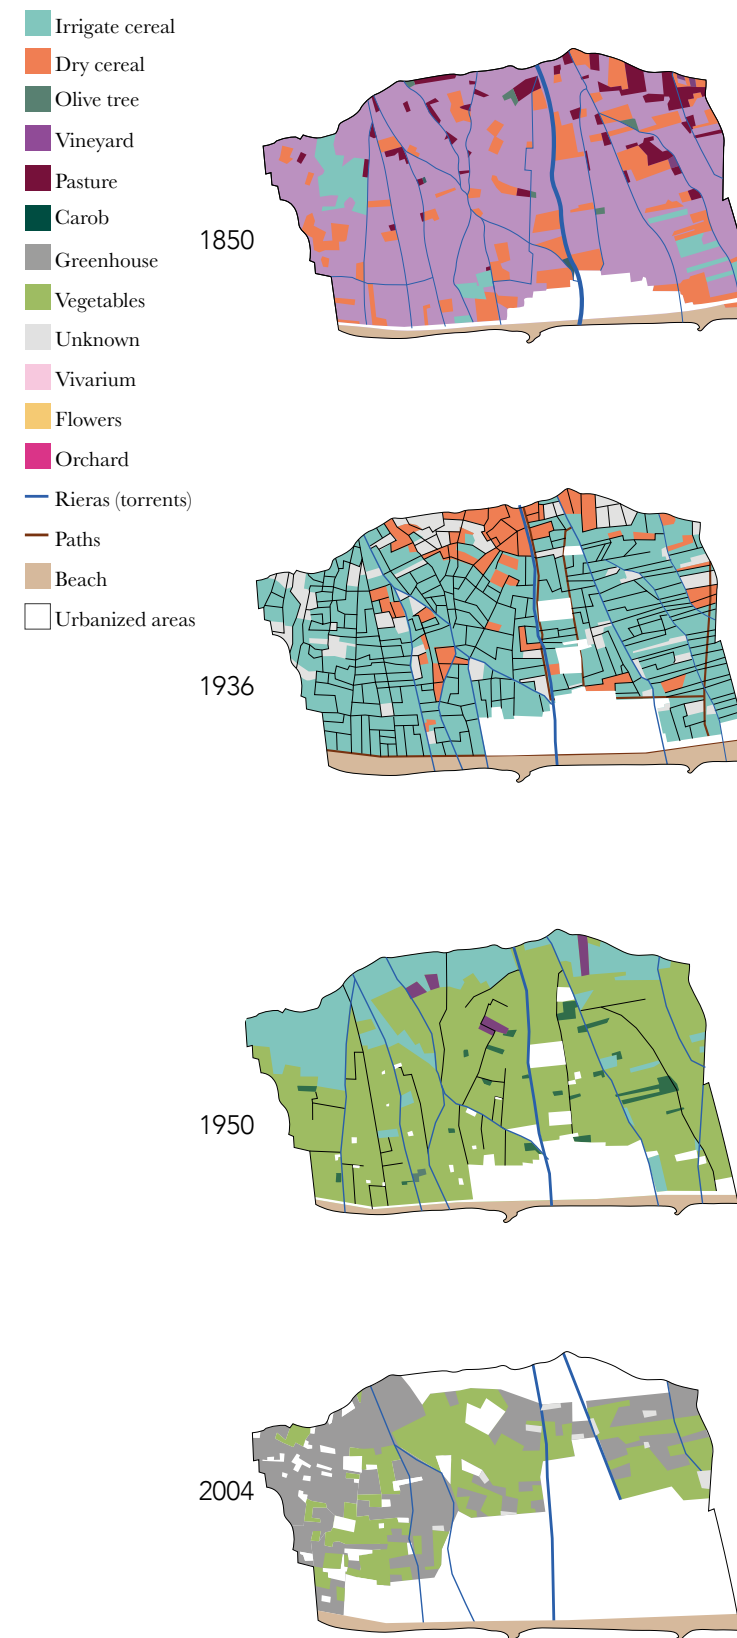 Irrigate cereal
Dry cereal
Olive tree
Vineyard
Pasture
Carob
Greenhouse
Vegetables
Unknown
Vivarium
Flowers
Orchard
Rieras (torrents)
Paths
Beach
Urbanized areas
1850
1936
1950
2004